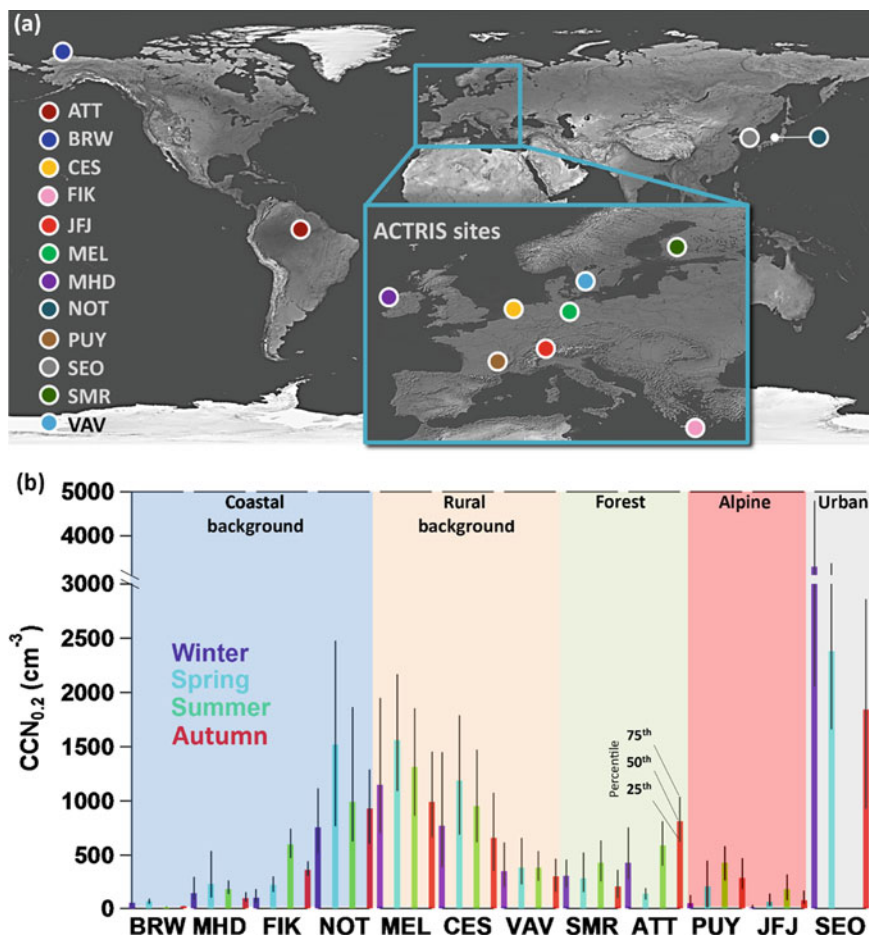 (a)
ATT
BRW
CES
FIK
JFJ
MEL
MHD
NOT
PUY
SEO
SMR
VAV
ACTRIS sites
(b)
5000
4000
3000
2500
2000
1500
1000
500
0
CCN0.2 (cm-3)
Coastal background
Rural background
Forest
Alpine
Urban
Winter
Spring
Summer
Autumn
Percentile
75th
50th
25th
BRW MHD FIK NOT MEL CES VAV SMR ATT PUY JFJ SEO